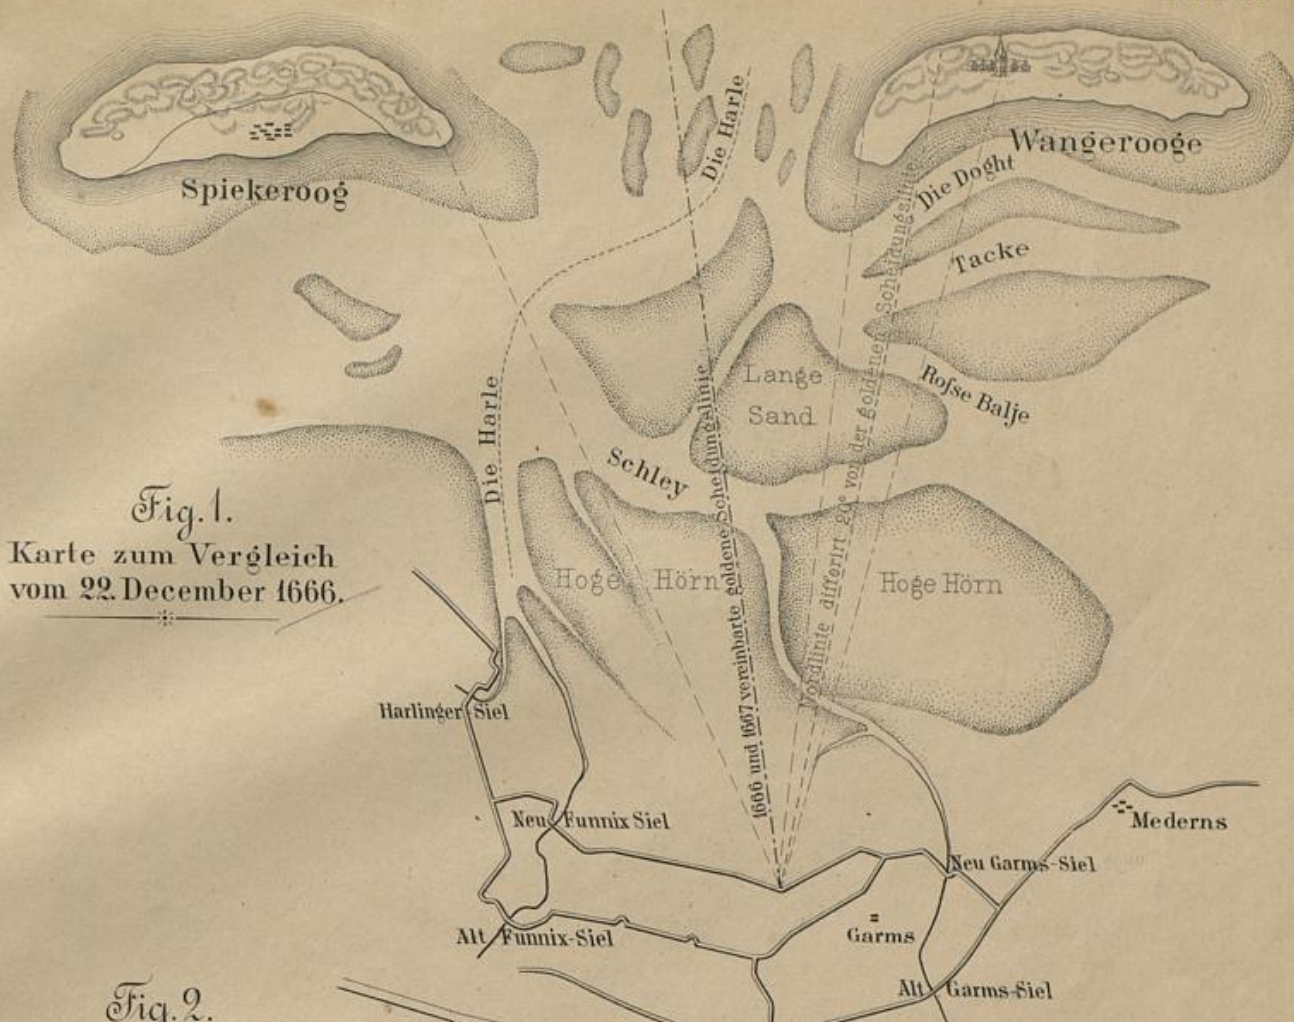 Spiekeroog
Die Harle
Wangerooge
Die Doght
Tacke
Rofse Balje
Lange
Sand
Die Harle
Schley
Fig. 1.
Karte zum Vergleich
vom 22. December 1666.
Hoge Hörn
Hoge Hörn
1666 und 1667 vereinbarte goldene Scheidungslinie
Nordlinie differirt 20° von der goldenen Scheidungslinie
Harlinger Siel
Neu Funnix Siel
Mederns
Neu Garms-Siel
Alt Funnix-Siel
Garms
Alt Garms-Siel
Fig. 2.